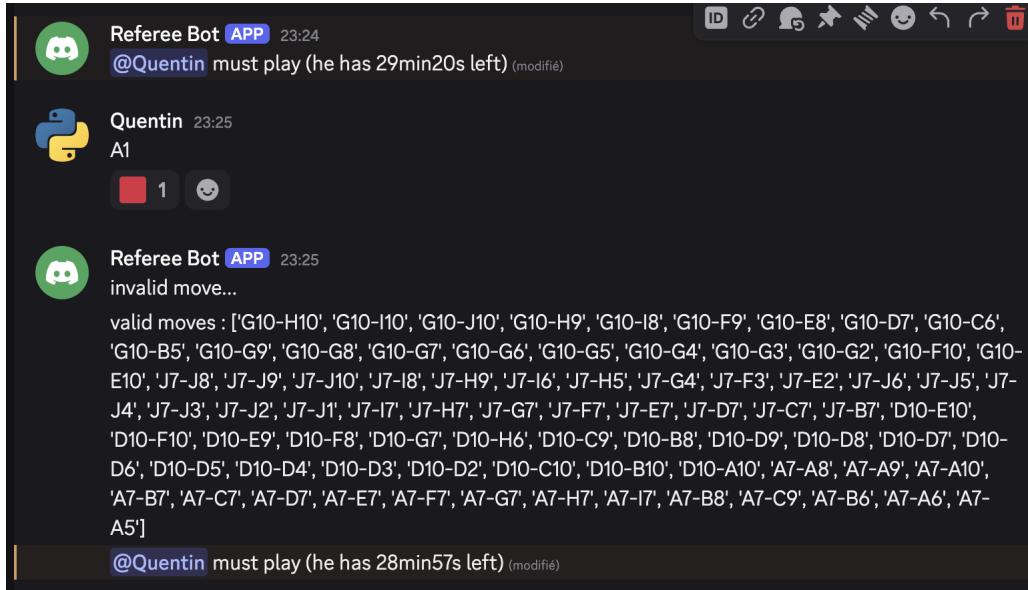 Referee Bot APP 23:24
@Quentin must play (he has 29min20s left) (modifié)
Quentin 23:25
A1
1
Referee Bot APP 23:25
invalid move...
valid moves : ['G10-H10', 'G10-I10', 'G10-J10', 'G10-H9', 'G10-I8', 'G10-F9', 'G10-E8', 'G10-D7', 'G10-C6',
'G10-B5', 'G10-G9', 'G10-G8', 'G10-G7', 'G10-G6', 'G10-G5', 'G10-G4', 'G10-G3', 'G10-G2', 'G10-F10', 'G10-
E10', 'J7-J8', 'J7-J9', 'J7-J10', 'J7-I8', 'J7-H9', 'J7-I6', 'J7-H5', 'J7-G4', 'J7-F3', 'J7-E2', 'J7-J6', 'J7-J5', 'J7-
J4', 'J7-J3', 'J7-J2', 'J7-J1', 'J7-I7', 'J7-H7', 'J7-G7', 'J7-F7', 'J7-E7', 'J7-D7', 'J7-C7', 'J7-B7', 'D10-E10',
'D10-F10', 'D10-E9', 'D10-F8', 'D10-G7', 'D10-H6', 'D10-C9', 'D10-B8', 'D10-D9', 'D10-D8', 'D10-D7', 'D10-
D6', 'D10-D5', 'D10-D4', 'D10-D3', 'D10-D2', 'D10-C10', 'D10-B10', 'D10-A10', 'A7-A8', 'A7-A9', 'A7-A10',
'A7-B7', 'A7-C7', 'A7-D7', 'A7-E7', 'A7-F7', 'A7-G7', 'A7-H7', 'A7-I7', 'A7-B8', 'A7-C9', 'A7-B6', 'A7-A6', 'A7-
A5']
@Quentin must play (he has 28min57s left) (modifié)
ID